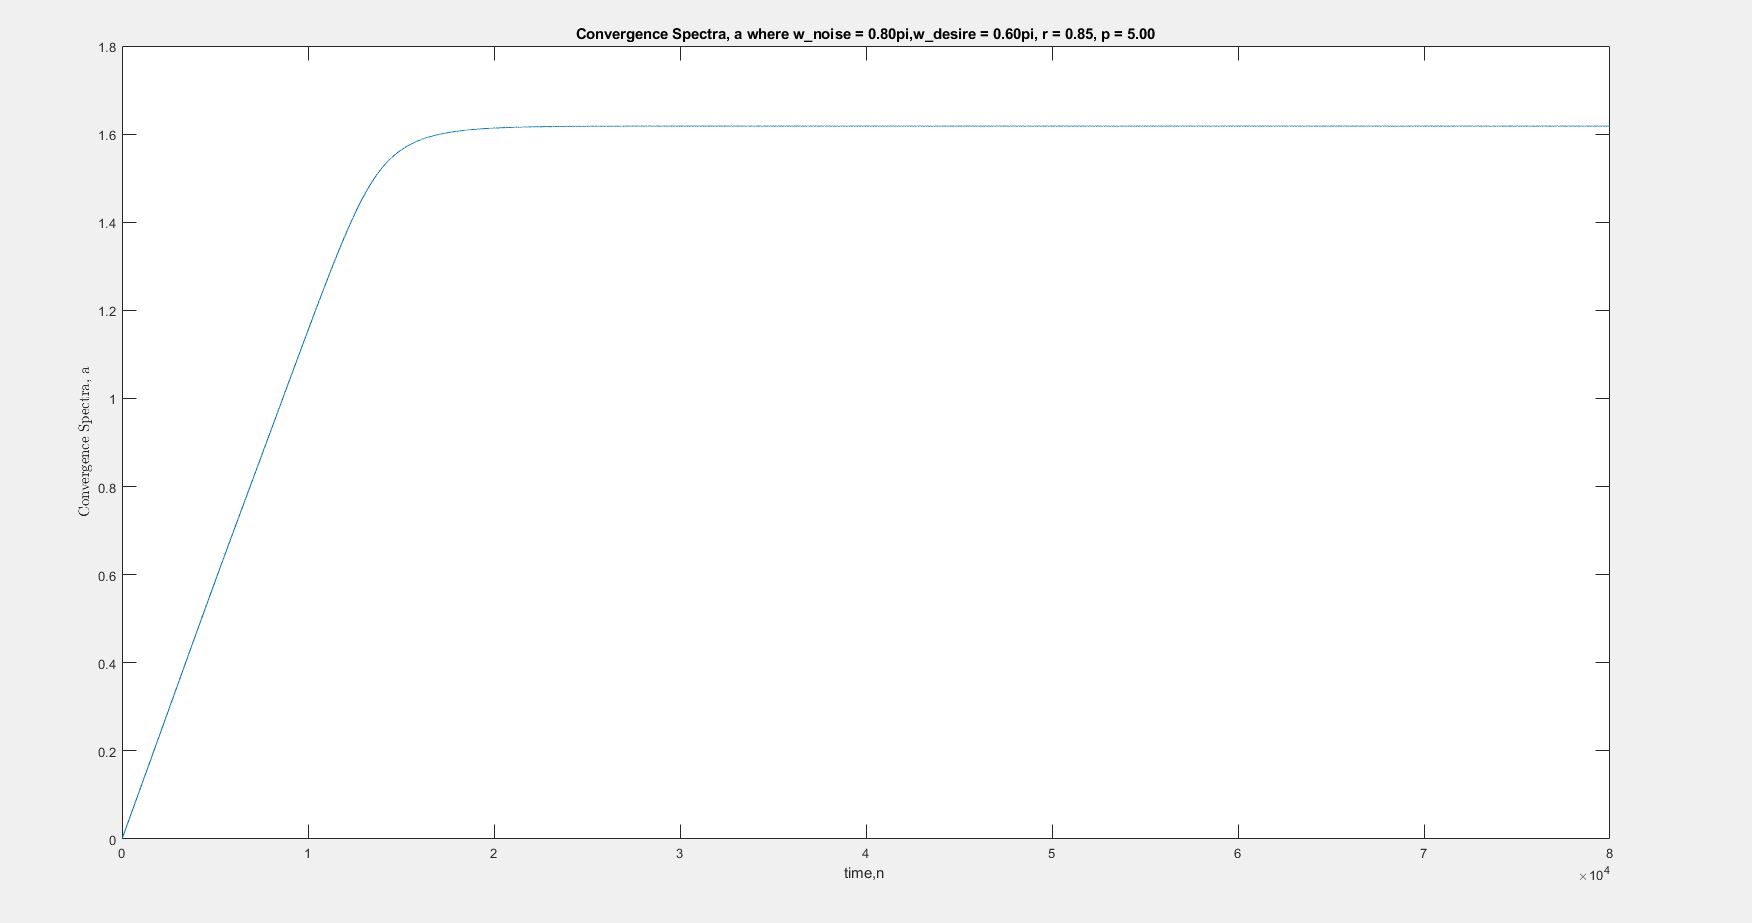 Convergence Spectra, a where w_noise = 0.80pi,w_desire = 0.60pi, r = 0.85, p = 5.00
1.8
1.6
1.4
1.2
1
0.8
0.6
0.4
0.2
0
Convergence Spectra, a
0 1 2 3 4 5 6 7 8
time,n
×10⁴